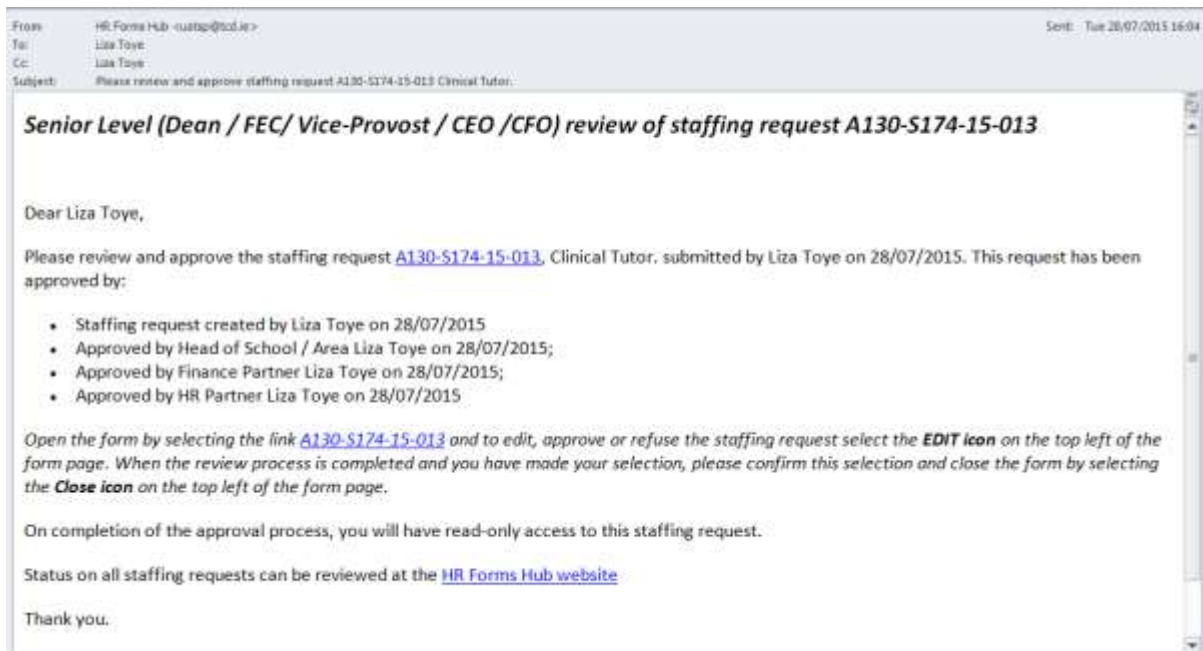 From: HR Forms Hub <uatsp@tcd.ie> Sent: Tue 28/07/2015 16:04
To: Liza Toye
Cc: Liza Toye
Subject: Please review and approve staffing request A130-S174-15-013 Clinical Tutor.
Senior Level (Dean / FEC/ Vice-Provost / CEO /CFO) review of staffing request A130-S174-15-013
Dear Liza Toye,
Please review and approve the staffing request A130-S174-15-013, Clinical Tutor. submitted by Liza Toye on 28/07/2015. This request has been
approved by:
• Staffing request created by Liza Toye on 28/07/2015
• Approved by Head of School / Area Liza Toye on 28/07/2015;
• Approved by Finance Partner Liza Toye on 28/07/2015;
• Approved by HR Partner Liza Toye on 28/07/2015
Open the form by selecting the link A130-S174-15-013 and to edit, approve or refuse the staffing request select the EDIT icon on the top left of the
form page. When the review process is completed and you have made your selection, please confirm this selection and close the form by selecting
the Close icon on the top left of the form page.
On completion of the approval process, you will have read-only access to this staffing request.
Status on all staffing requests can be reviewed at the HR Forms Hub website
Thank you.